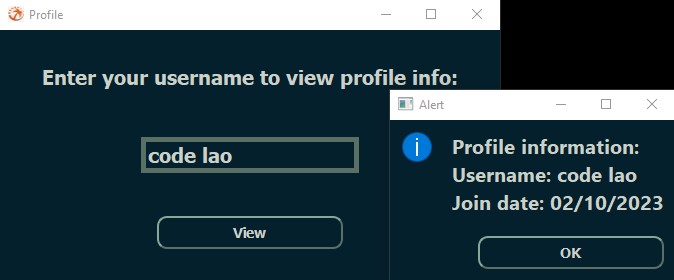 Profile
Enter your username to view profile info:
code lao
View
Alert
Profile information:
Username: code lao
Join date: 02/10/2023
OK